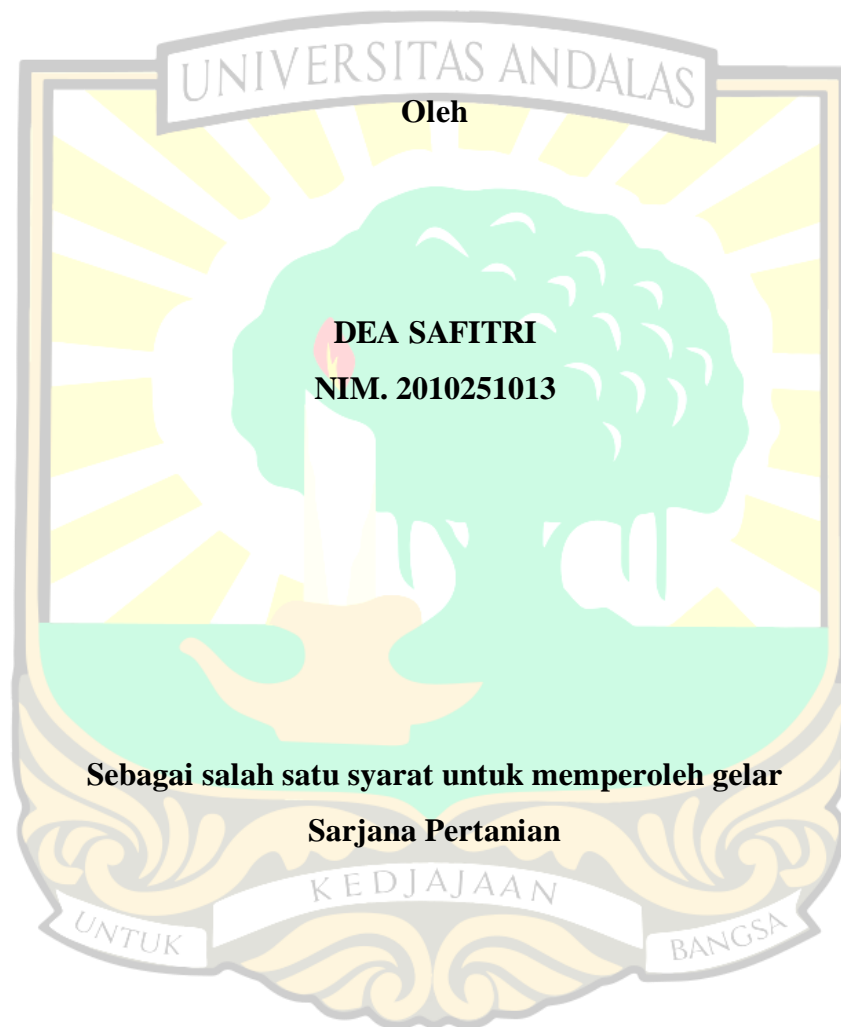 UNIVERSITAS ANDALAS
Oleh
DEA SAFITRI
NIM. 2010251013
Sebagai salah satu syarat untuk memperoleh gelar
Sarjana Pertanian
UNTUK KEDJAJAAN BANGSA